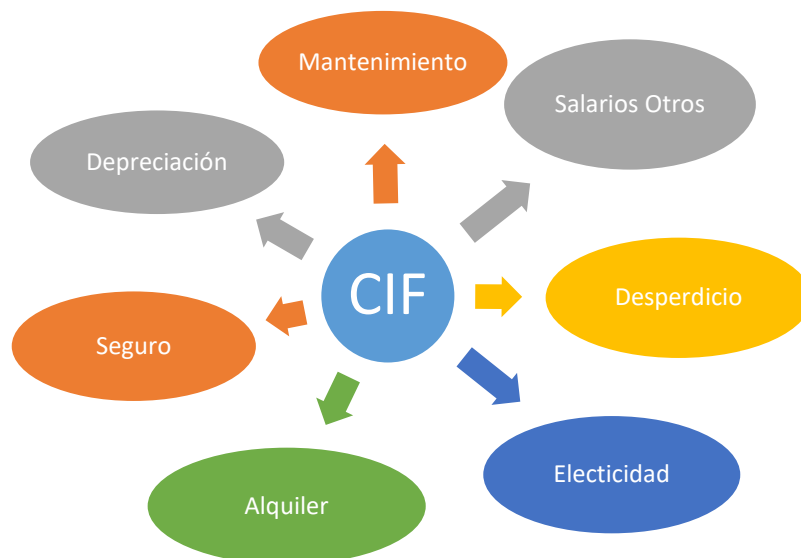 Mantenimiento
Salarios Otros
Depreciación
CIF
Desperdicio
Seguro
Electicidad
Alquiler